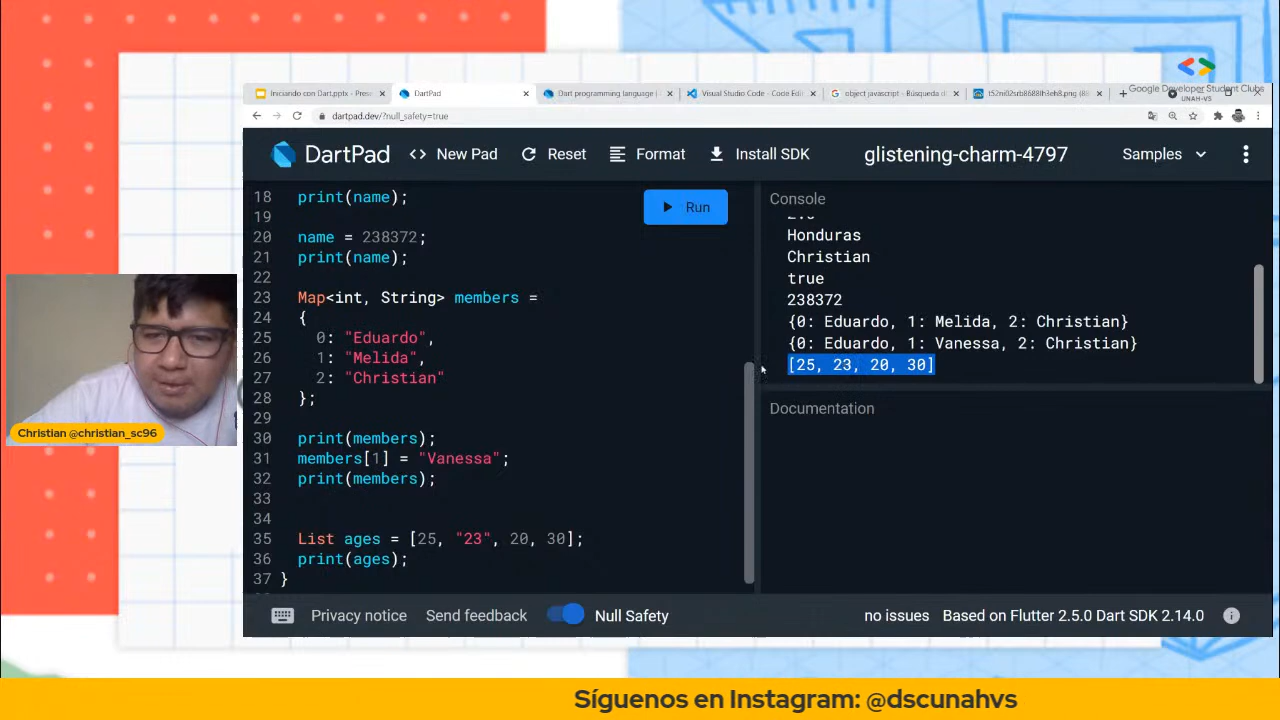 Iniciando con Dart.pptx - Prese
DartPad
Dart programming language |
Visual Studio Code - Code Edi
object javascript - Búsqueda d
t52ni02srb8688lh3eh8.png (88
Google Developer Student Clubs
UNAH-VS
dartpad.dev/?null_safety=true
DartPad
<> New Pad
Reset
Format
Install SDK
glistening-charm-4797
Samples
18 print(name);
19
20 name = 238372;
21 print(name);
22
23 Map<int, String> members =
24 {
25 0: "Eduardo",
26 1: "Melida",
27 2: "Christian"
28 };
29
30 print(members);
31 members[1] = "Vanessa";
32 print(members);
33
34
35 List ages = [25, "23", 20, 30];
36 print(ages);
37 }
Run
Console
Honduras
Christian
true
238372
{0: Eduardo, 1: Melida, 2: Christian}
{0: Eduardo, 1: Vanessa, 2: Christian}
[25, 23, 20, 30]
Documentation
Christian @christian_sc96
Privacy notice
Send feedback
Null Safety
no issues
Based on Flutter 2.5.0 Dart SDK 2.14.0
Síguenos en Instagram: @dscunahvs